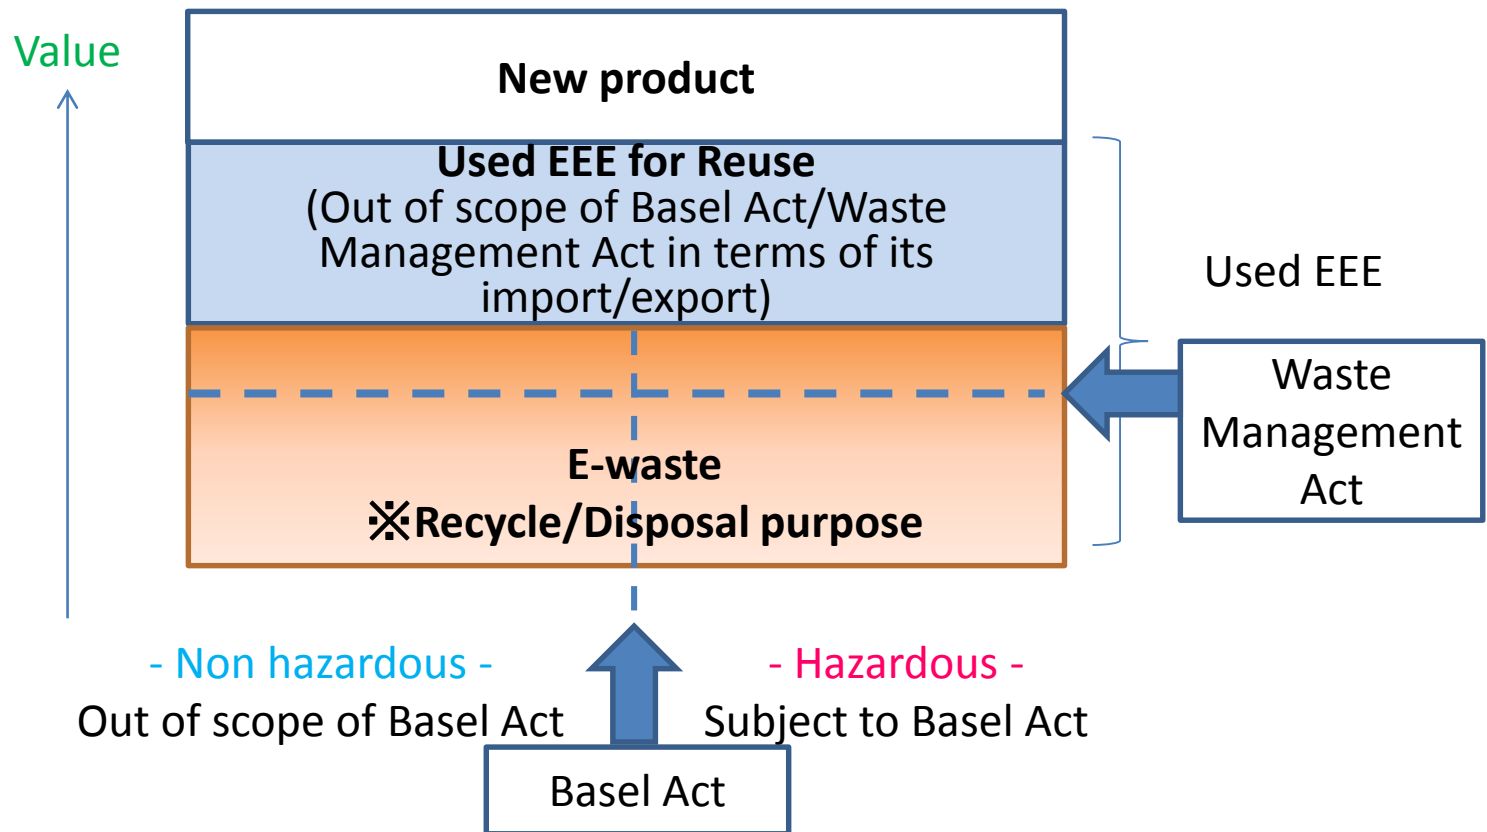 Value
New product
Used EEE for Reuse
(Out of scope of Basel Act/Waste
Management Act in terms of its
import/export)
Used EEE
Waste
Management
Act
E-waste
※Recycle/Disposal purpose
- Non hazardous -
Out of scope of Basel Act
- Hazardous -
Subject to Basel Act
Basel Act